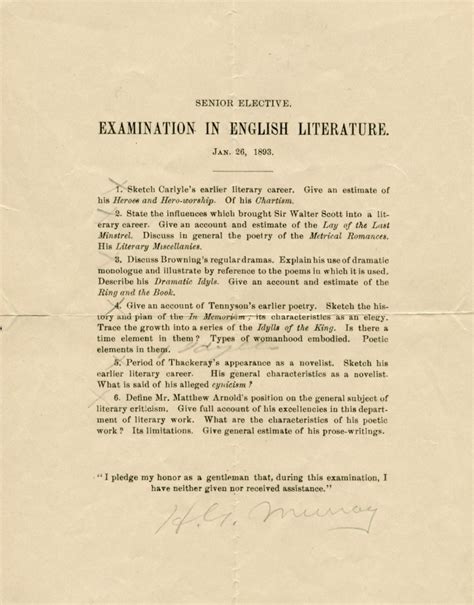 SENIOR ELECTIVE.
EXAMINATION IN ENGLISH LITERATURE.
JAN. 26, 1893.
1. Sketch Carlyle's earlier literary career. Give an estimate of
his Heroes and Hero-worship. Of his Chartism.
2. State the influences which brought Sir Walter Scott into a lit-
erary career. Give an account and estimate of the Lay of the Last
Minstrel. Discuss in general the poetry of the Metrical Romances.
His Literary Miscellanies.
3. Discuss Browning's regular dramas. Explain his use of dramatic
monologue and illustrate by reference to the poems in which it is used.
Describe his Dramatic Idyls. Give an account and estimate of the
Ring and the Book.
4. Give an account of Tennyson's earlier poetry. Sketch the his-
tory and plan of the In Memoriam, its characteristics as an elegy.
Trace the growth into a series of the Idylls of the King. Is there a
time element in them? Types of womanhood embodied. Poetic
elements in them.
5. Period of Thackeray's appearance as a novelist. Sketch his
earlier literary career. His general characteristics as a novelist.
What is said of his alleged cynicism?
6. Define Mr. Matthew Arnold's position on the general subject of
literary criticism. Give full account of his excellencies in this depart-
ment of literary work. What are the characteristics of his poetic
work? Its limitations. Give general estimate of his prose-writings.
"I pledge my honor as a gentleman that, during this examination, I
have neither given nor received assistance."
H. G. Murray